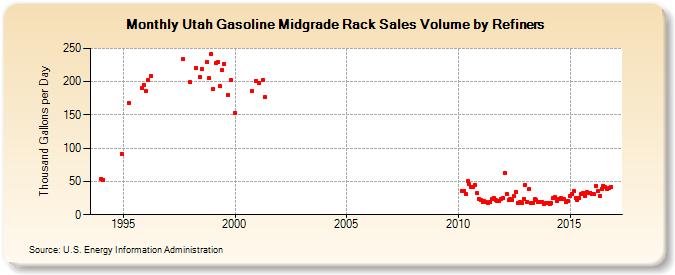 Monthly Utah Gasoline Midgrade Rack Sales Volume by Refiners
Thousand Gallons per Day
250
200
150
100
50
0
1995 2000 2005 2010 2015
Source: U.S. Energy Information Administration